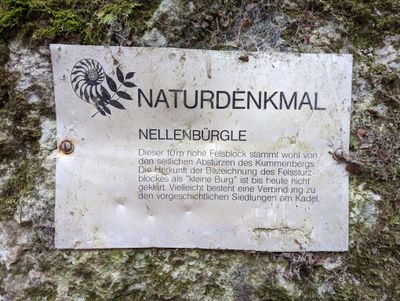 NATURDENKMAL
NELLENBÜRGLE
Dieser 10m hohe Felsblock stammt wohl von
den seitlichen Abstürzen des Kummenbergs.
Die Herkunft der Bezeichnung des Felssturz-
blockes als "kleine Burg" ist bis heute nicht
geklärt. Vielleicht besteht eine Verbindung zu
den vorgeschichtlichen Siedlungen am Kadel.